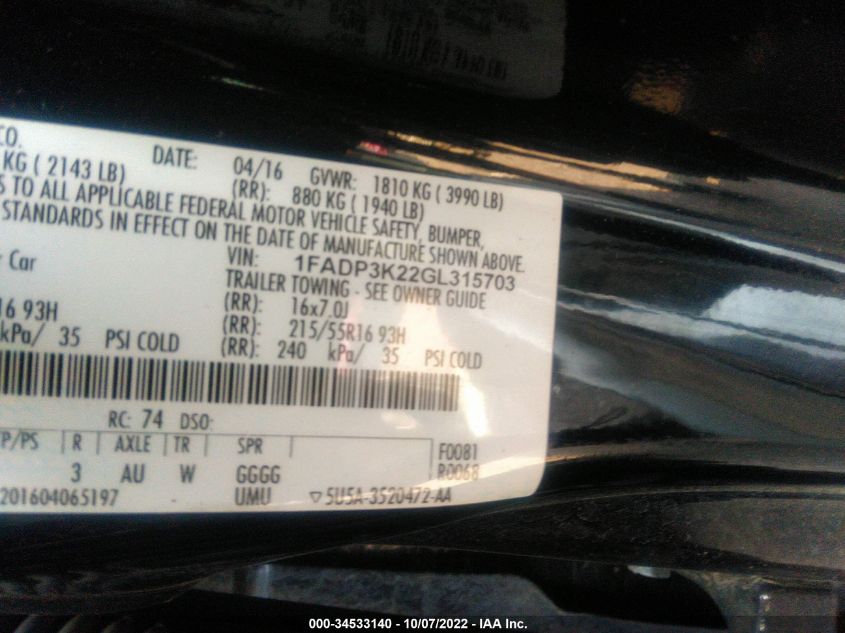 CO.
DATE: 04/16 GVWR: 1810 KG ( 3990 LB)
KG ( 2143 LB) (RR): 880 KG ( 1940 LB)
S TO ALL APPLICABLE FEDERAL MOTOR VEHICLE SAFETY, BUMPER,
STANDARDS IN EFFECT ON THE DATE OF MANUFACTURE SHOWN ABOVE.
Car VIN: 1FADP3K22GL315703
TRAILER TOWING - SEE OWNER GUIDE
(RR): 16x7.0J
16 93H (RR): 215/55R16 93H
kPa/ 35 PSI COLD (RR): 240 kPa/ 35 PSI COLD
RC: 74 DSO:
P/PS R AXLE TR SPR F0081
3 AU W GGGG R0068
201604065197 - UMU ▽ 5U5A-3520472-AA
000-34533140 - 10/07/2022 - IAA Inc.